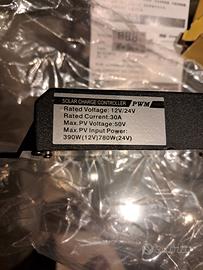 SOLAR CHARGE CONTROLLER PWM
Rated Voltage: 12V/24V
Rated Current: 30A
Max.PV Voltage: 50V
Max.PV Input Power:
390W(12V)780W(24V)